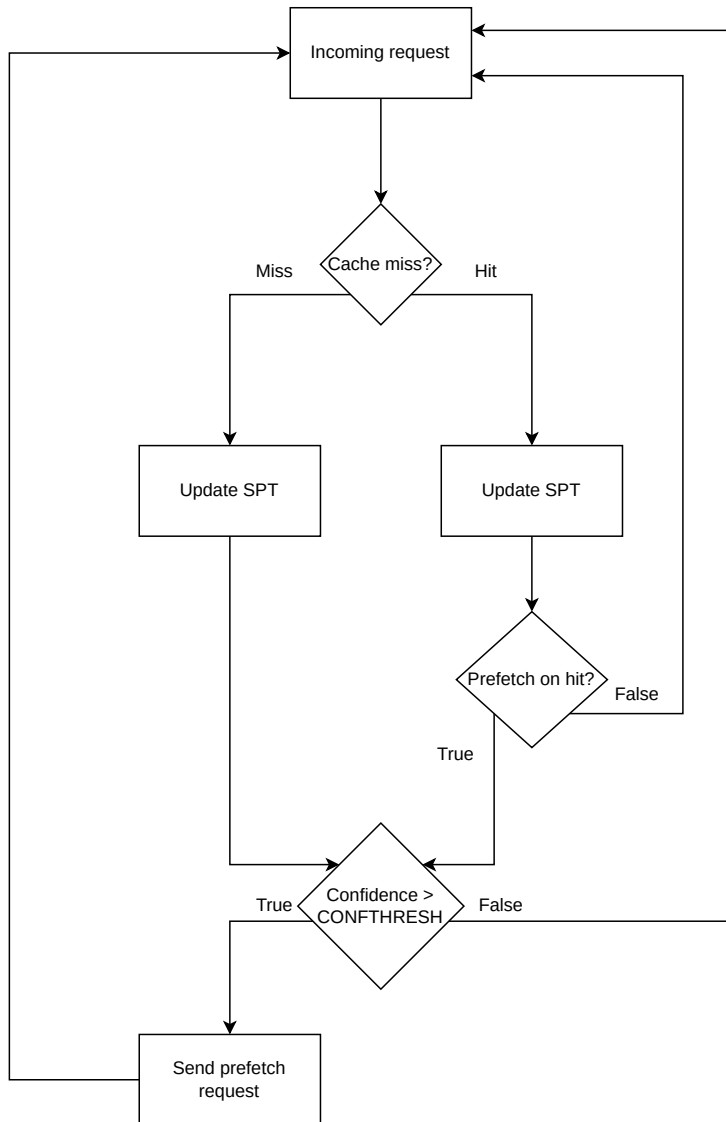 Incoming request
Cache miss?
Miss
Hit
Update SPT
Update SPT
Prefetch on hit?
False
True
Confidence >
CONFTHRESH
True
False
Send prefetch
request